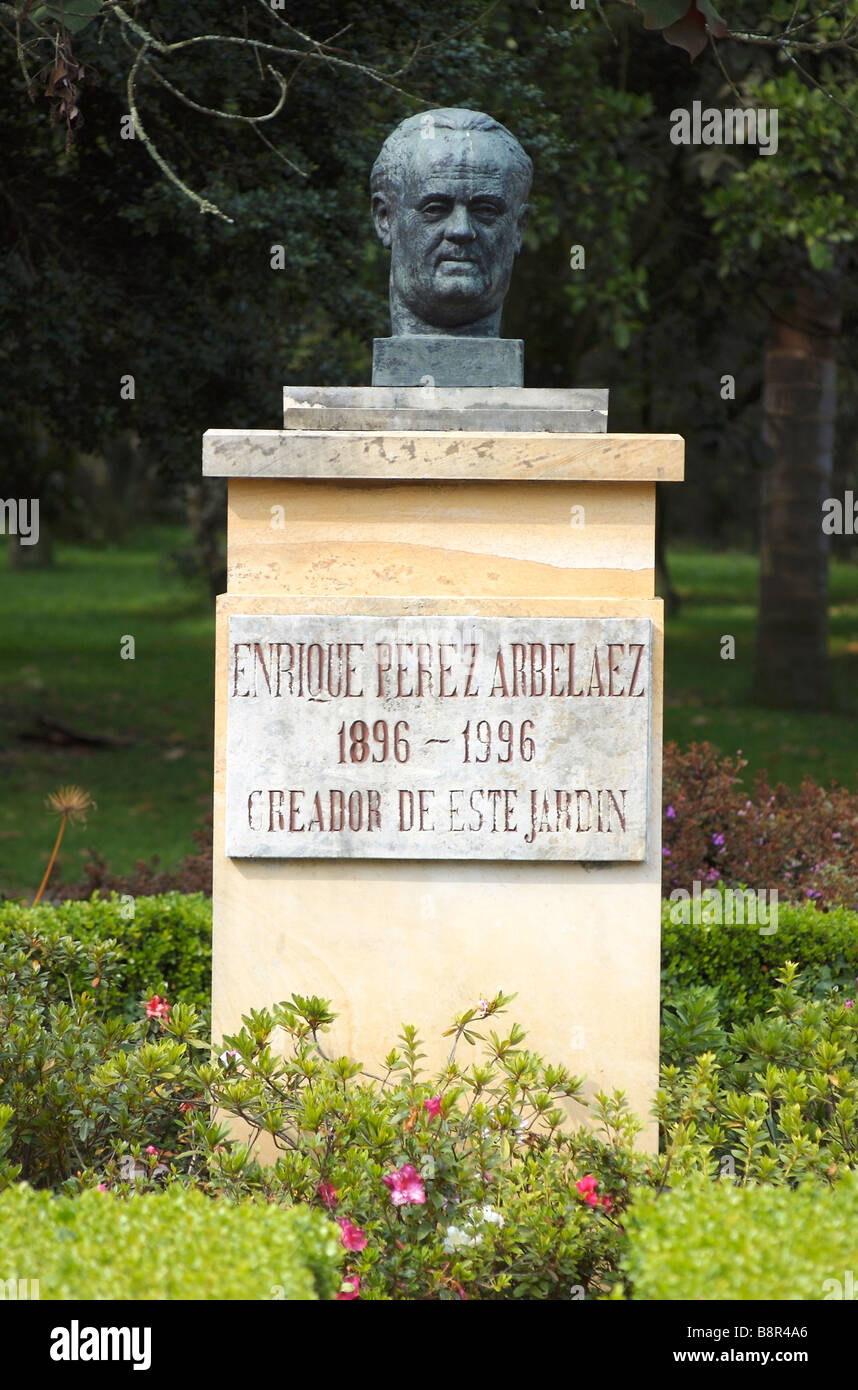 ENRIQUE PEREZ ARBELAEZ
1896 ~ 1996
CREADOR DE ESTE JARDIN
alamy
Image ID: B8R4A6
www.alamy.com